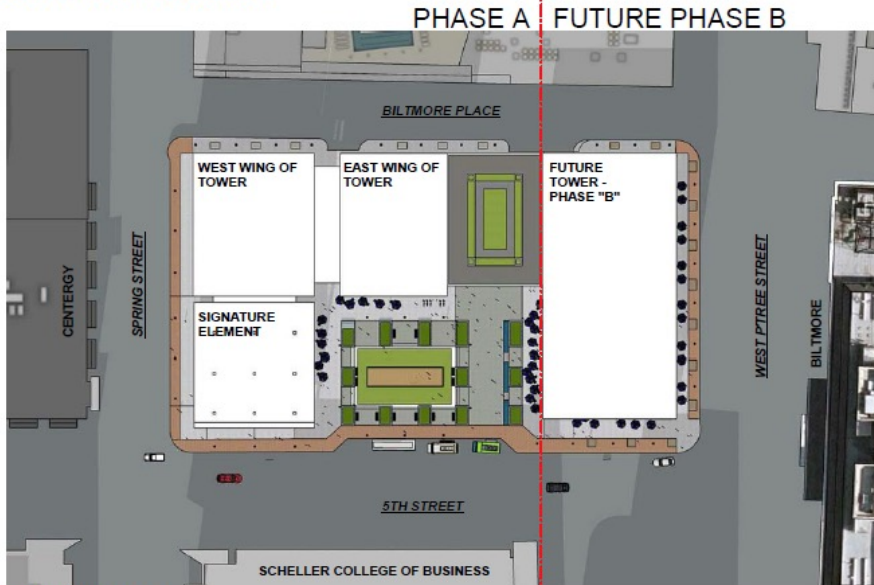 PHASE A
FUTURE PHASE B
BILTMORE PLACE
WEST WING OF
TOWER
EAST WING OF
TOWER
FUTURE
TOWER -
PHASE "B"
CENTERGY
SPRING STREET
SIGNATURE
ELEMENT
WEST P'TREE STREET
BILTMORE
5TH STREET
SCHELLER COLLEGE OF BUSINESS